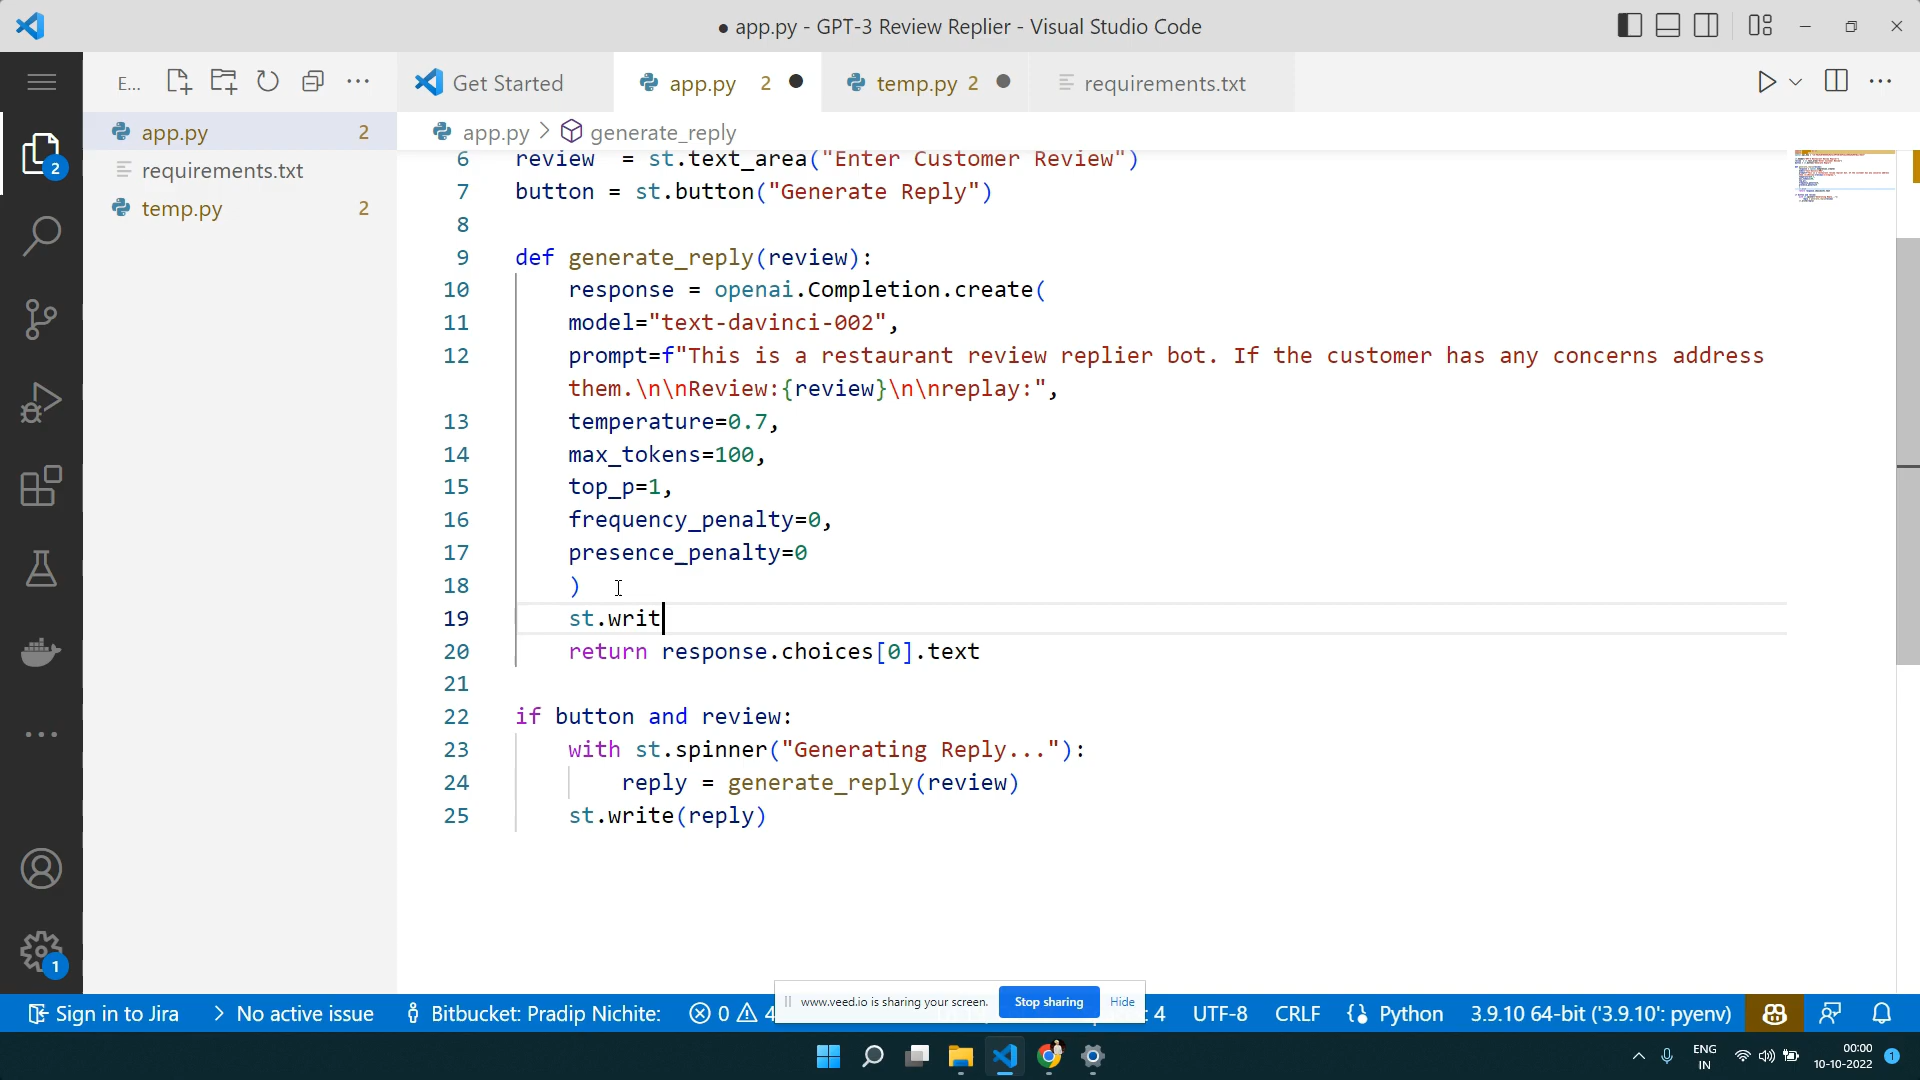 ● app.py - GPT-3 Review Replier - Visual Studio Code
E...
Get Started
app.py 2
temp.py 2
requirements.txt
app.py 2
requirements.txt
temp.py 2
app.py > generate_reply
6 review  = st.text_area("Enter Customer Review")
7 button = st.button("Generate Reply")
8
9 def generate_reply(review):
10 response = openai.Completion.create(
11 model="text-davinci-002",
12 prompt=f"This is a restaurant review replier bot. If the customer has any concerns address
them.\n\nReview:{review}\n\nreplay:",
13 temperature=0.7,
14 max_tokens=100,
15 top_p=1,
16 frequency_penalty=0,
17 presence_penalty=0
18 )
19 st.writ
20 return response.choices[0].text
21
22 if button and review:
23 with st.spinner("Generating Reply..."):
24 reply = generate_reply(review)
25 st.write(reply)
2
1
www.veed.io is sharing your screen. Stop sharing Hide
Sign in to Jira > No active issue Bitbucket: Pradip Nichite: 0 4 4 UTF-8 CRLF Python 3.9.10 64-bit ('3.9.10': pyenv)
ENG
IN
00:00
10-10-2022
1